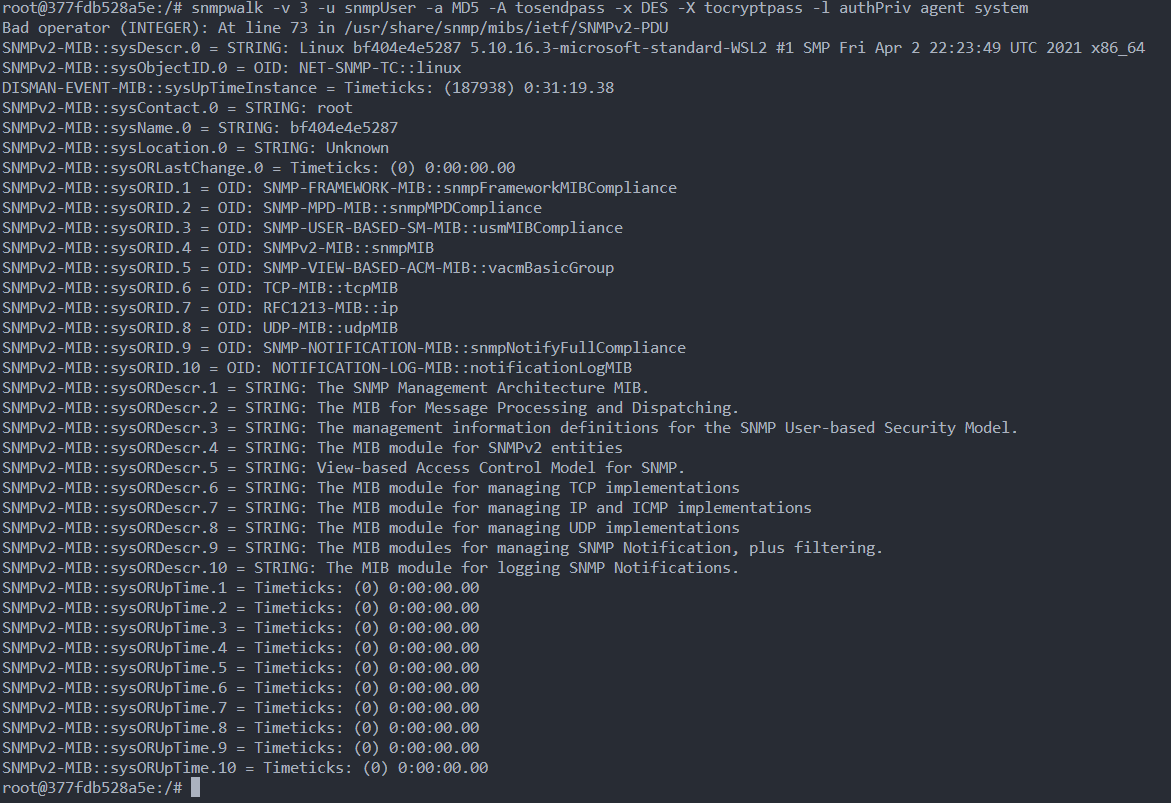 root@377fdb528a5e:/# snmpwalk -v 3 -u snmpUser -a MD5 -A tosendpass -x DES -X tocryptpass -l authPriv agent system
Bad operator (INTEGER): At line 73 in /usr/share/snmp/mibs/ietf/SNMPv2-PDU
SNMPv2-MIB::sysDescr.0 = STRING: Linux bf404e4e5287 5.10.16.3-microsoft-standard-WSL2 #1 SMP Fri Apr 2 22:23:49 UTC 2021 x86_64
SNMPv2-MIB::sysObjectID.0 = OID: NET-SNMP-TC::linux
DISMAN-EVENT-MIB::sysUpTimeInstance = Timeticks: (187938) 0:31:19.38
SNMPv2-MIB::sysContact.0 = STRING: root
SNMPv2-MIB::sysName.0 = STRING: bf404e4e5287
SNMPv2-MIB::sysLocation.0 = STRING: Unknown
SNMPv2-MIB::sysORLastChange.0 = Timeticks: (0) 0:00:00.00
SNMPv2-MIB::sysORID.1 = OID: SNMP-FRAMEWORK-MIB::snmpFrameworkMIBCompliance
SNMPv2-MIB::sysORID.2 = OID: SNMP-MPD-MIB::snmpMPDCompliance
SNMPv2-MIB::sysORID.3 = OID: SNMP-USER-BASED-SM-MIB::usmMIBCompliance
SNMPv2-MIB::sysORID.4 = OID: SNMPv2-MIB::snmpMIB
SNMPv2-MIB::sysORID.5 = OID: SNMP-VIEW-BASED-ACM-MIB::vacmBasicGroup
SNMPv2-MIB::sysORID.6 = OID: TCP-MIB::tcpMIB
SNMPv2-MIB::sysORID.7 = OID: RFC1213-MIB::ip
SNMPv2-MIB::sysORID.8 = OID: UDP-MIB::udpMIB
SNMPv2-MIB::sysORID.9 = OID: SNMP-NOTIFICATION-MIB::snmpNotifyFullCompliance
SNMPv2-MIB::sysORID.10 = OID: NOTIFICATION-LOG-MIB::notificationLogMIB
SNMPv2-MIB::sysORDescr.1 = STRING: The SNMP Management Architecture MIB.
SNMPv2-MIB::sysORDescr.2 = STRING: The MIB for Message Processing and Dispatching.
SNMPv2-MIB::sysORDescr.3 = STRING: The management information definitions for the SNMP User-based Security Model.
SNMPv2-MIB::sysORDescr.4 = STRING: The MIB module for SNMPv2 entities
SNMPv2-MIB::sysORDescr.5 = STRING: View-based Access Control Model for SNMP.
SNMPv2-MIB::sysORDescr.6 = STRING: The MIB module for managing TCP implementations
SNMPv2-MIB::sysORDescr.7 = STRING: The MIB module for managing IP and ICMP implementations
SNMPv2-MIB::sysORDescr.8 = STRING: The MIB module for managing UDP implementations
SNMPv2-MIB::sysORDescr.9 = STRING: The MIB modules for managing SNMP Notification, plus filtering.
SNMPv2-MIB::sysORDescr.10 = STRING: The MIB module for logging SNMP Notifications.
SNMPv2-MIB::sysORUpTime.1 = Timeticks: (0) 0:00:00.00
SNMPv2-MIB::sysORUpTime.2 = Timeticks: (0) 0:00:00.00
SNMPv2-MIB::sysORUpTime.3 = Timeticks: (0) 0:00:00.00
SNMPv2-MIB::sysORUpTime.4 = Timeticks: (0) 0:00:00.00
SNMPv2-MIB::sysORUpTime.5 = Timeticks: (0) 0:00:00.00
SNMPv2-MIB::sysORUpTime.6 = Timeticks: (0) 0:00:00.00
SNMPv2-MIB::sysORUpTime.7 = Timeticks: (0) 0:00:00.00
SNMPv2-MIB::sysORUpTime.8 = Timeticks: (0) 0:00:00.00
SNMPv2-MIB::sysORUpTime.9 = Timeticks: (0) 0:00:00.00
SNMPv2-MIB::sysORUpTime.10 = Timeticks: (0) 0:00:00.00
root@377fdb528a5e:/#